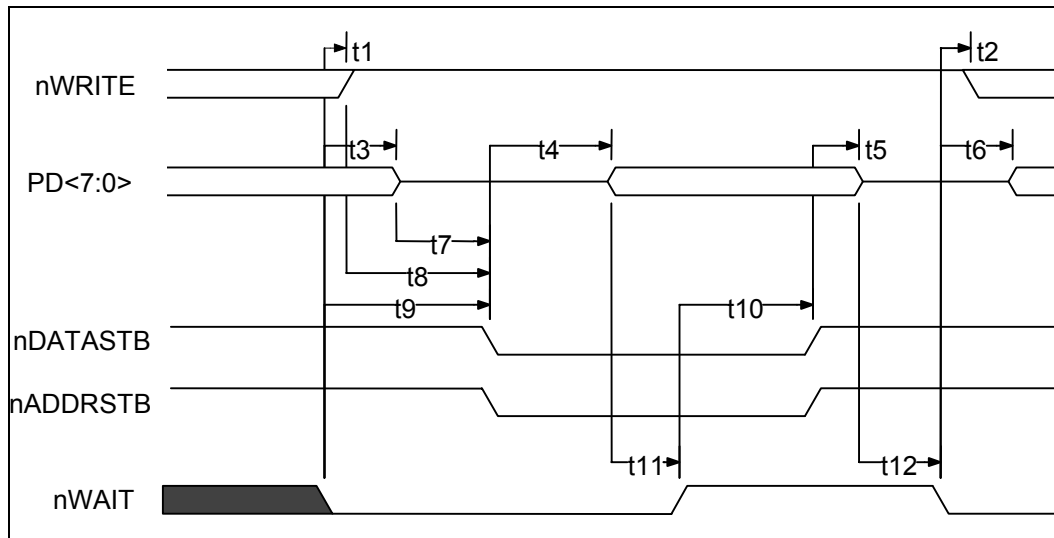 t1
t2
nWRITE
t3
t4
t5
t6
PD<7:0>
t7
t8
t9
t10
nDATASTB
nADDRSTB
t11
t12
nWAIT